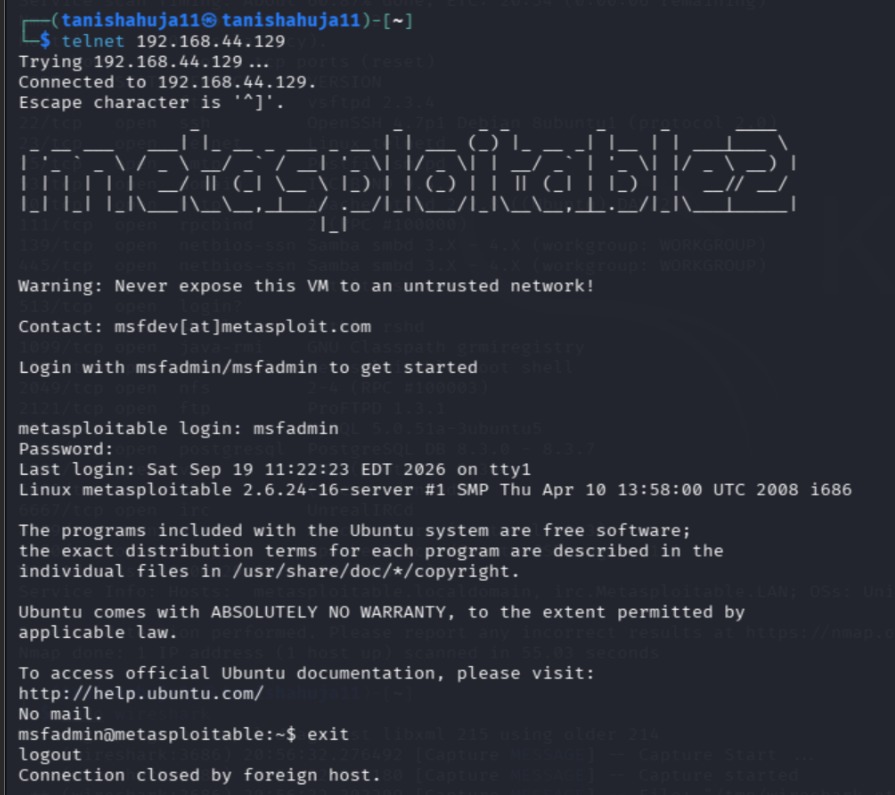 ┌──(tanishahuja11㉿tanishahuja11)-[~]
└─$ telnet 192.168.44.129
Trying 192.168.44.129...
Connected to 192.168.44.129.
Escape character is '^]'.
metasploitable2
Warning: Never expose this VM to an untrusted network!
Contact: msfdev[at]metasploit.com
Login with msfadmin/msfadmin to get started
metasploitable login: msfadmin
Password:
Last login: Sat Sep 19 11:22:23 EDT 2026 on tty1
Linux metasploitable 2.6.24-16-server #1 SMP Thu Apr 10 13:58:00 UTC 2008 i686
The programs included with the Ubuntu system are free software;
the exact distribution terms for each program are described in the
individual files in /usr/share/doc/*/copyright.
Ubuntu comes with ABSOLUTELY NO WARRANTY, to the extent permitted by
applicable law.
To access official Ubuntu documentation, please visit:
http://help.ubuntu.com/
No mail.
msfadmin@metasploitable:~$ exit
logout
Connection closed by foreign host.